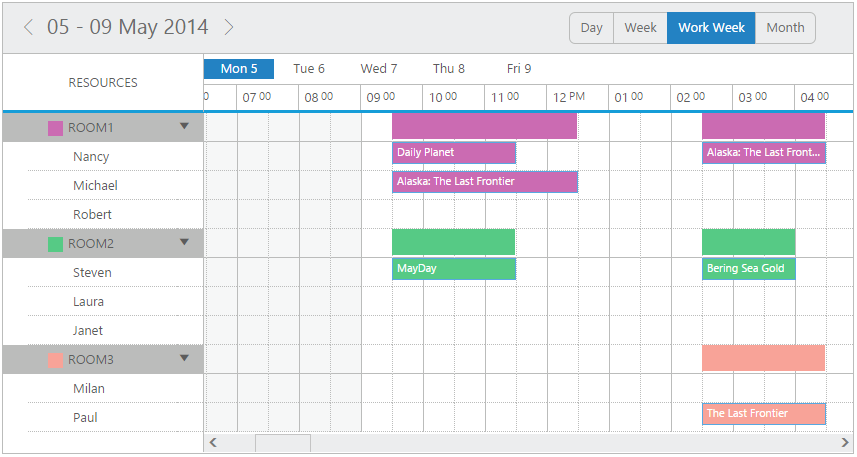 05 - 09 May 2014
Day Week Work Week Month
RESOURCES
Mon 5 Tue 6 Wed 7 Thu 8 Fri 9
0 07 00 08 00 09 00 10 00 11 00 12 PM 01 00 02 00 03 00 04 00
ROOM1
Nancy Daily Planet Alaska: The Last Front...
Michael Alaska: The Last Frontier
Robert
ROOM2
Steven MayDay Bering Sea Gold
Laura
Janet
ROOM3
Milan
Paul The Last Frontier